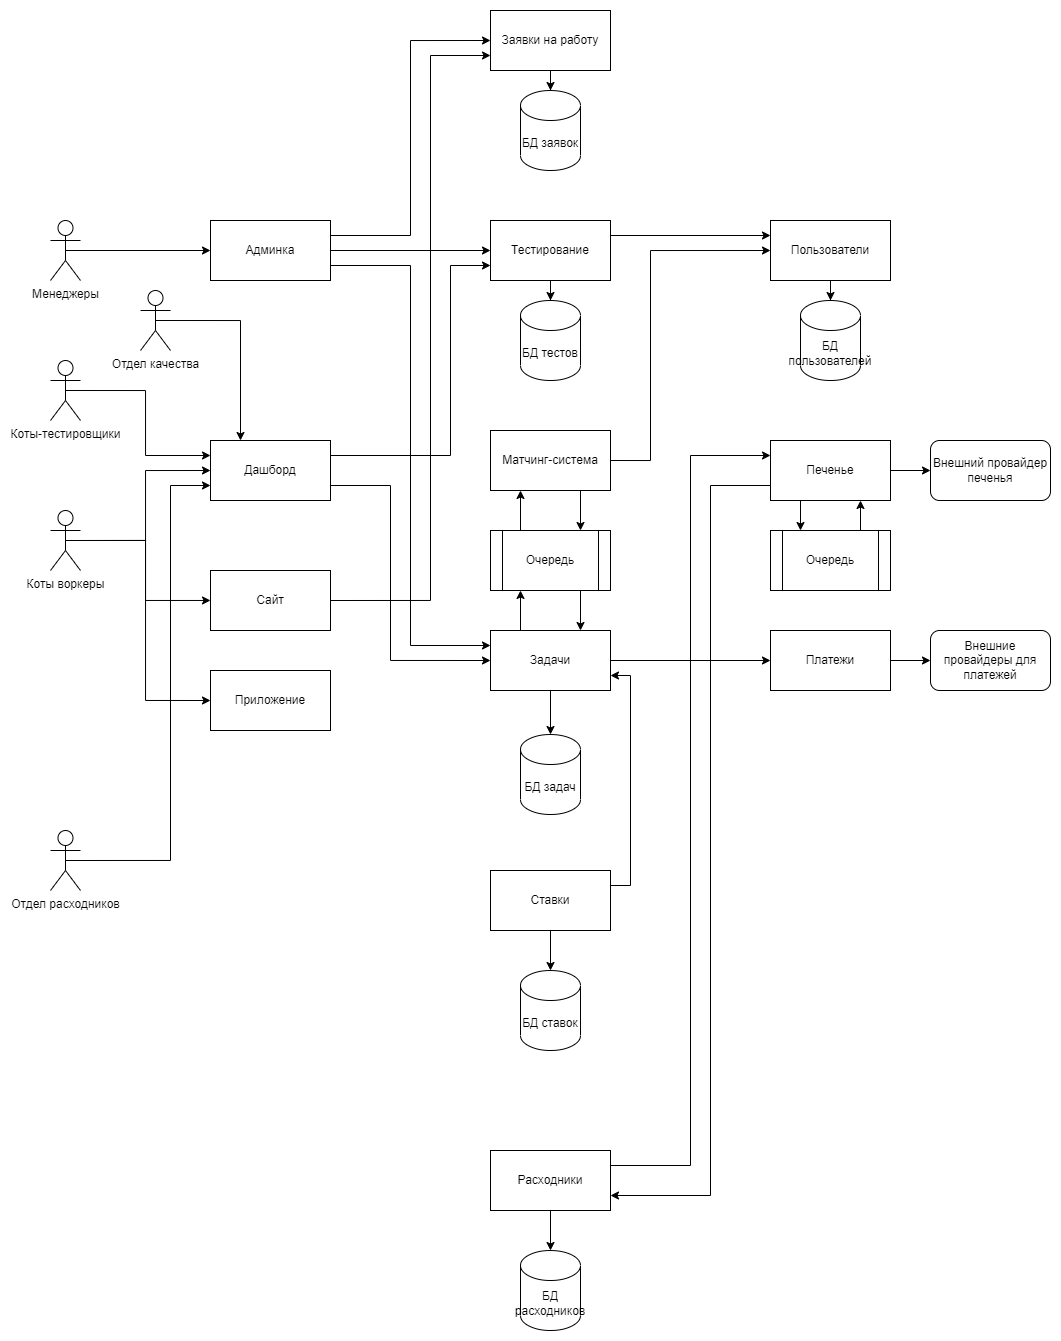 Заявки на работу
БД заявок
Менеджеры
Админка
Тестирование
Пользователи
Отдел качества
БД тестов
БД
пользователей
Коты-тестировщики
Дашборд
Матчинг-система
Печенье
Внешний провайдер
печенья
Коты воркеры
Очередь
Очередь
Сайт
Задачи
Платежи
Внешние
провайдеры для
платежей
Приложение
БД задач
Отдел расходников
Ставки
БД ставок
Расходники
БД
расходников